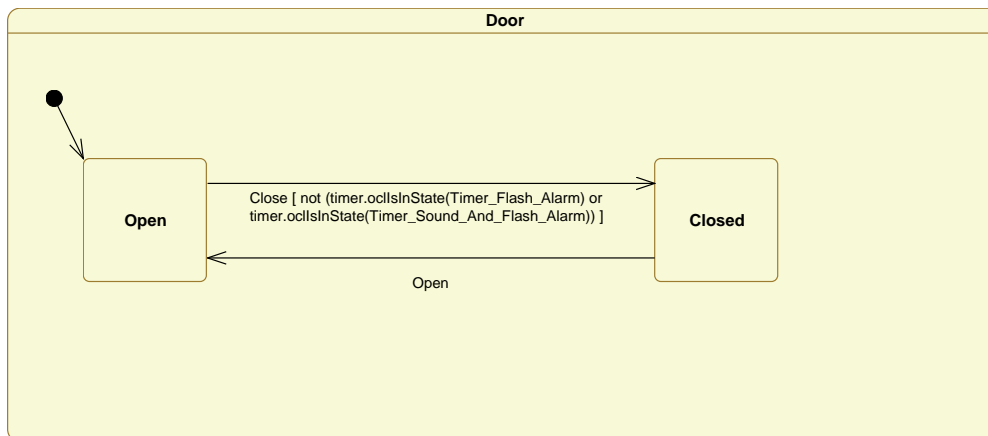 Door
Close [ not (timer.oclIsInState(Timer_Flash_Alarm) or
timer.oclIsInState(Timer_Sound_And_Flash_Alarm)) ]
Open
Closed
Open